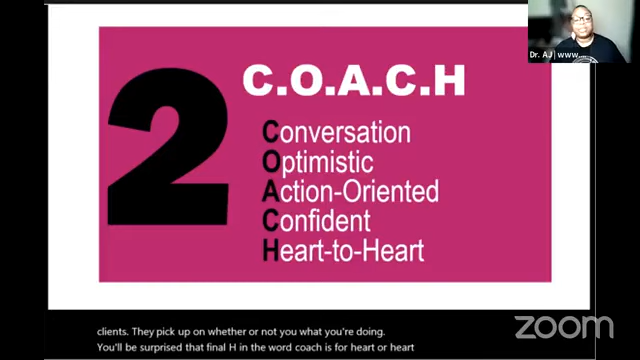 Dr. AJ | www....
2
C.O.A.C.H
Conversation
Optimistic
Action-Oriented
Confident
Heart-to-Heart
clients. They pick up on whether or not you what you're doing.
You'll be surprised that final H in the word coach is for heart or heart
zoom